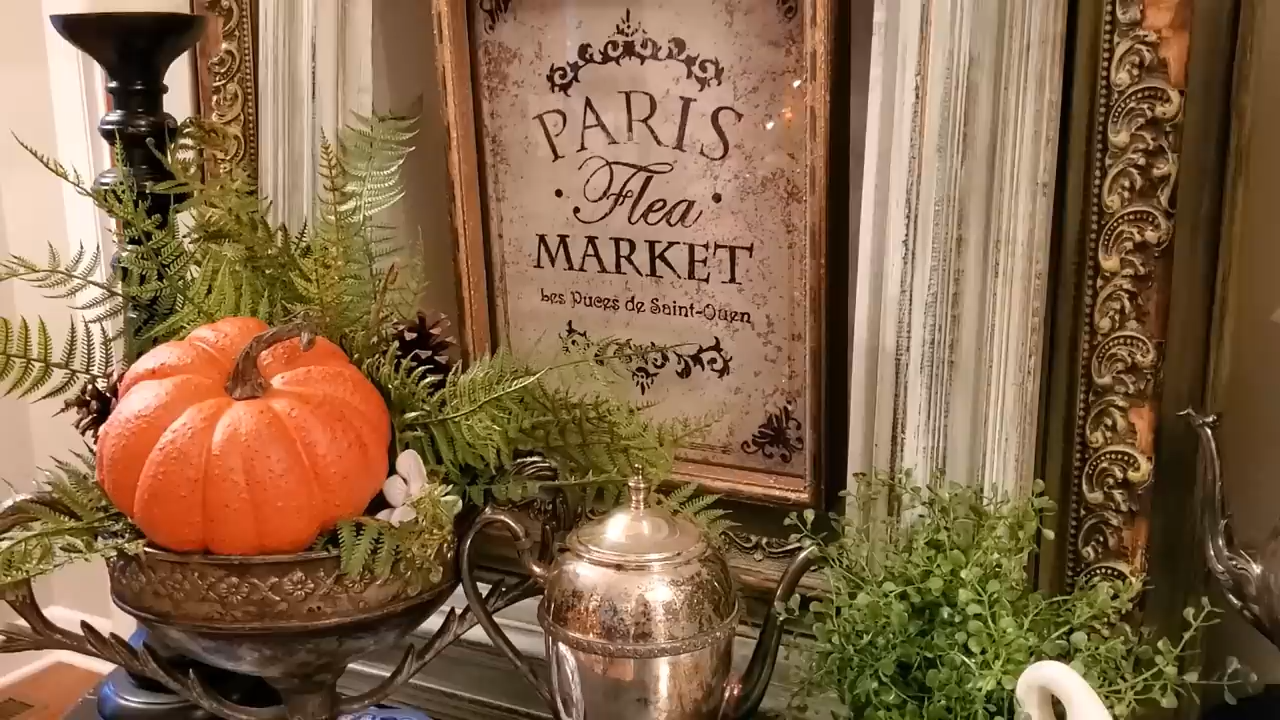 PARIS
• Flea •
MARKET
Les Puces de Saint-Ouen